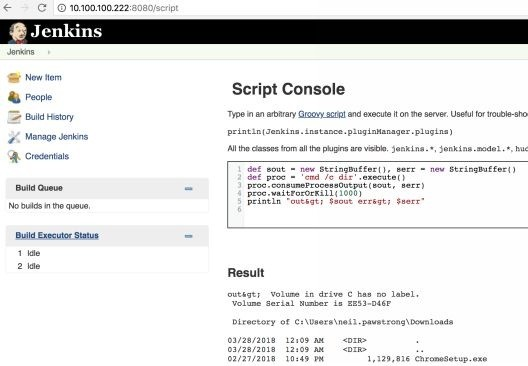 10.100.100.222:8080/script
Jenkins
Jenkins ›
New Item
People
Build History
Manage Jenkins
Credentials
Build Queue
No builds in the queue.
Build Executor Status
1 Idle
2 Idle
Script Console
Type in an arbitrary Groovy script and execute it on the server. Useful for trouble-shoo
println(Jenkins.instance.pluginManager.plugins)
All the classes from all the plugins are visible. jenkins.*, jenkins.model.*, hud
1 def sout = new StringBuffer(), serr = new StringBuffer()
2 def proc = 'cmd /c dir'.execute()
3 proc.consumeProcessOutput(sout, serr)
4 proc.waitForOrKill(1000)
5 println "out&gt; $sout err&gt; $serr"
6
Result
out&gt;  Volume in drive C has no label.
Volume Serial Number is EE53-D46F
Directory of C:\Users\neil.pawstrong\Downloads
03/28/2018  12:09 AM    <DIR>          .
03/28/2018  12:09 AM    <DIR>          ..
02/27/2018  10:49 PM         1,129,816 ChromeSetup.exe